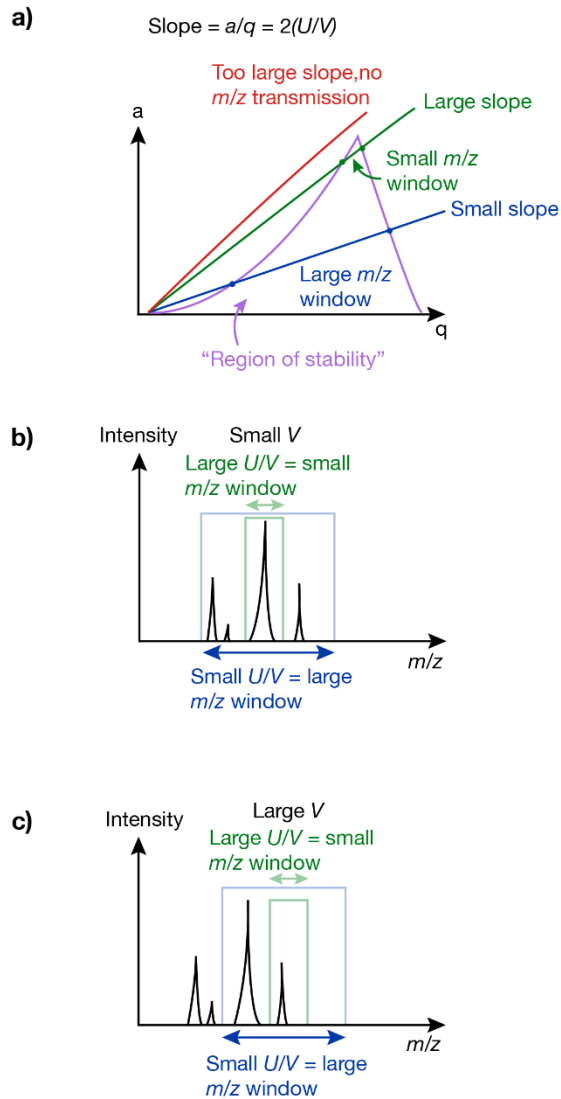 a)
Slope = a/q = 2(U/V)
Too large slope,no
m/z transmission
a
Large slope
Small m/z
window
Small slope
Large m/z
window
q
“Region of stability”
b)
Intensity
Small V
Large U/V = small
m/z window
m/z
Small U/V = large
m/z window
c)
Intensity
Large V
Large U/V = small
m/z window
m/z
Small U/V = large
m/z window